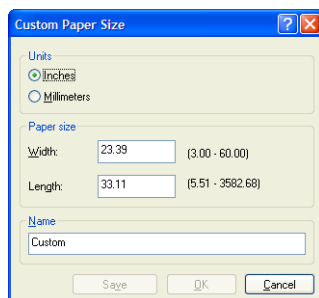 Custom Paper Size
Units
Inches
Millimeters
Paper size
Width: 23.39 (3.00 - 60.00)
Length: 33.11 (5.51 - 3582.68)
Name
Custom
Save OK Cancel